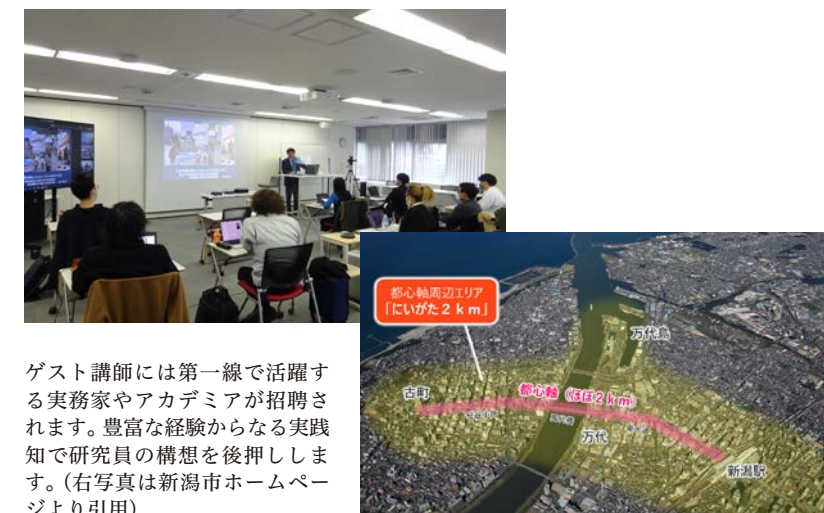 都心軸周辺エリア
「にいがた2km」
万代島
古町
都心軸（ほぼ2km）
万代
新潟駅
ゲスト講師には第一線で活躍す
る実務家やアカデミアが招聘さ
れます。豊富な経験からなる実践
知で研究員の構想を後押ししま
す。（右写真は新潟市ホームペー
ジより引用）